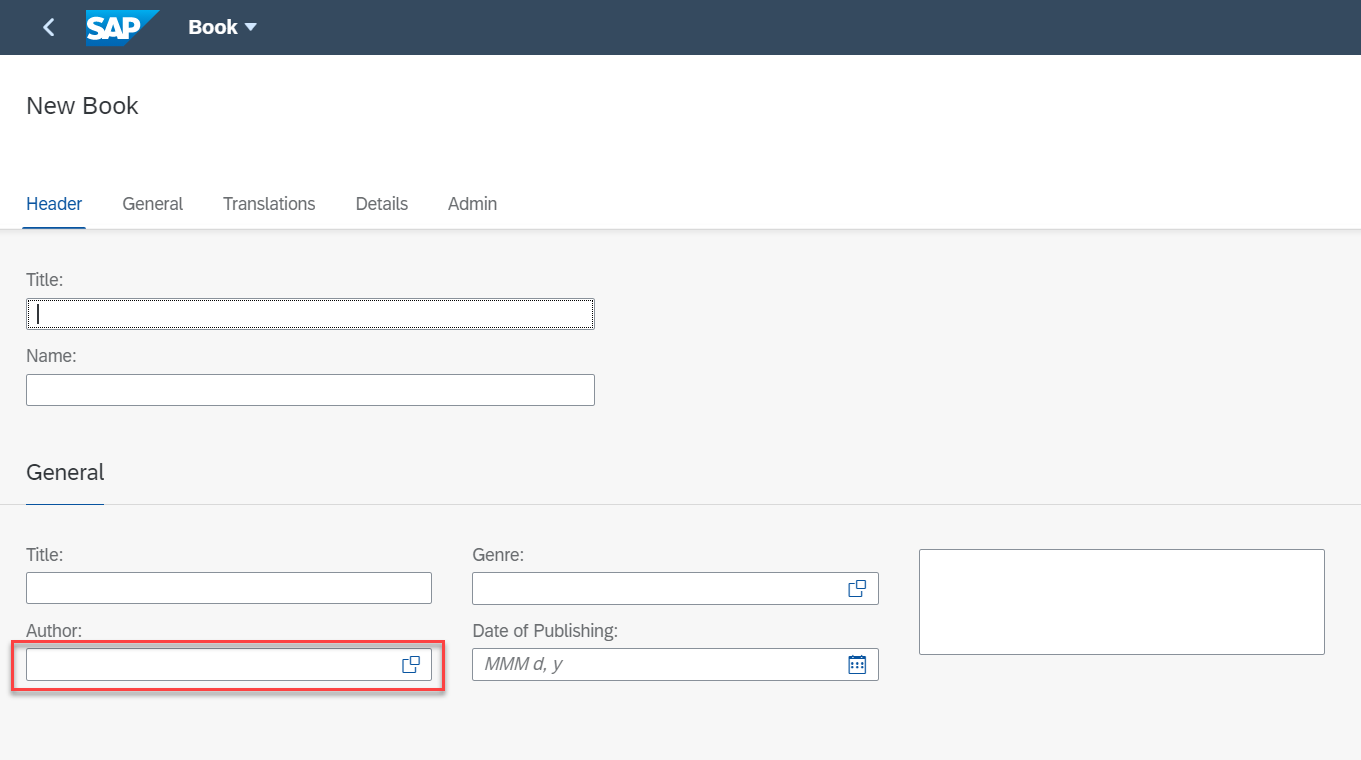 SAP Book
New Book
Header General Translations Details Admin
Title:
Name:
General
Title:
Genre:
Author:
Date of Publishing:
MMM d, y